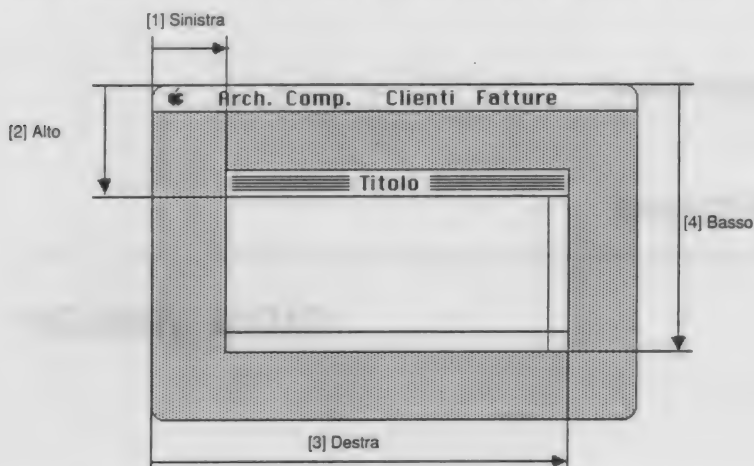 [1] Sinistra
Arch. Comp. Clienti Fatture
[2] Alto
Titolo
[4] Basso
[3] Destra